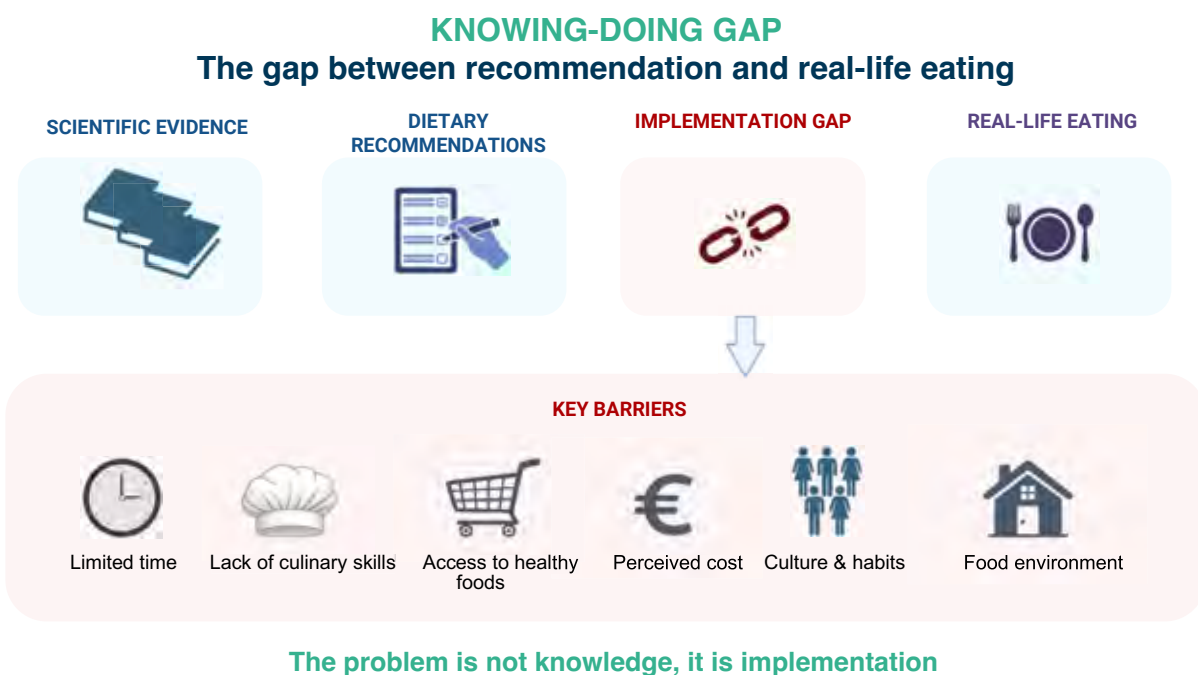 KNOWING-DOING GAP
The gap between recommendation and real-life eating
SCIENTIFIC EVIDENCE
DIETARY
RECOMMENDATIONS
IMPLEMENTATION GAP
REAL-LIFE EATING
KEY BARRIERS
Limited time
Lack of culinary skills
Access to healthy
foods
Perceived cost
Culture & habits
Food environment
The problem is not knowledge, it is implementation